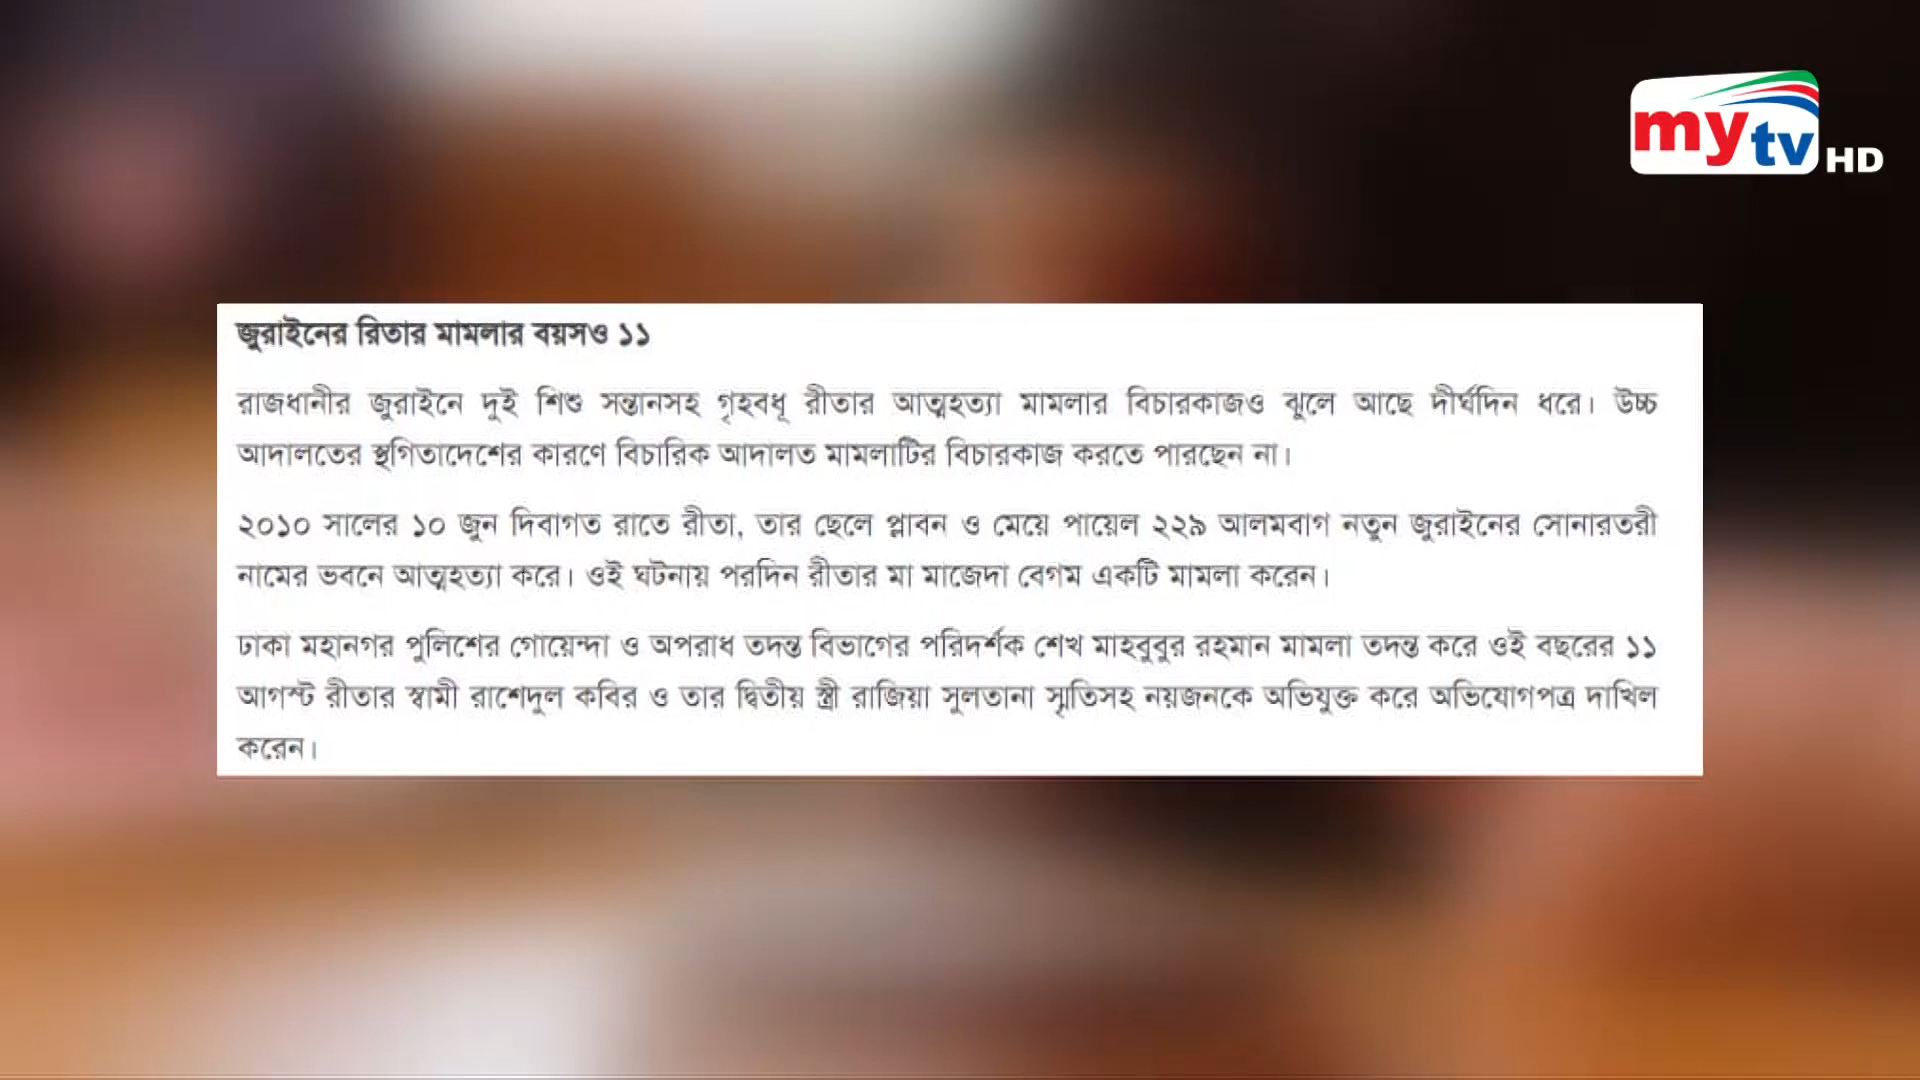 mytv HD
জুরাইনের রিতার মামলার বয়সও ১১
রাজধানীর জুরাইনে দুই শিশু সন্তানসহ গৃহবধূ রীতার আত্মহত্যা মামলার বিচারকাজও ঝুলে আছে দীর্ঘদিন ধরে। উচ্চ
আদালতের স্থগিতাদেশের কারণে বিচারিক আদালত মামলাটির বিচারকাজ করতে পারছেন না।
২০১০ সালের ১০ জুন দিবাগত রাতে রীতা, তার ছেলে প্লাবন ও মেয়ে পায়েল ২২৯ আলমবাগ নতুন জুরাইনের সোনারতরী
নামের ভবনে আত্মহত্যা করে। ওই ঘটনায় পরদিন রীতার মা মাজেদা বেগম একটি মামলা করেন।
ঢাকা মহানগর পুলিশের গোয়েন্দা ও অপরাধ তদন্ত বিভাগের পরিদর্শক শেখ মাহবুবুর রহমান মামলা তদন্ত করে ওই বছরের ১১
আগস্ট রীতার স্বামী রাশেদুল কবির ও তার দ্বিতীয় স্ত্রী রাজিয়া সুলতানা স্মৃতিসহ নয়জনকে অভিযুক্ত করে অভিযোগপত্র দাখিল
করেন।